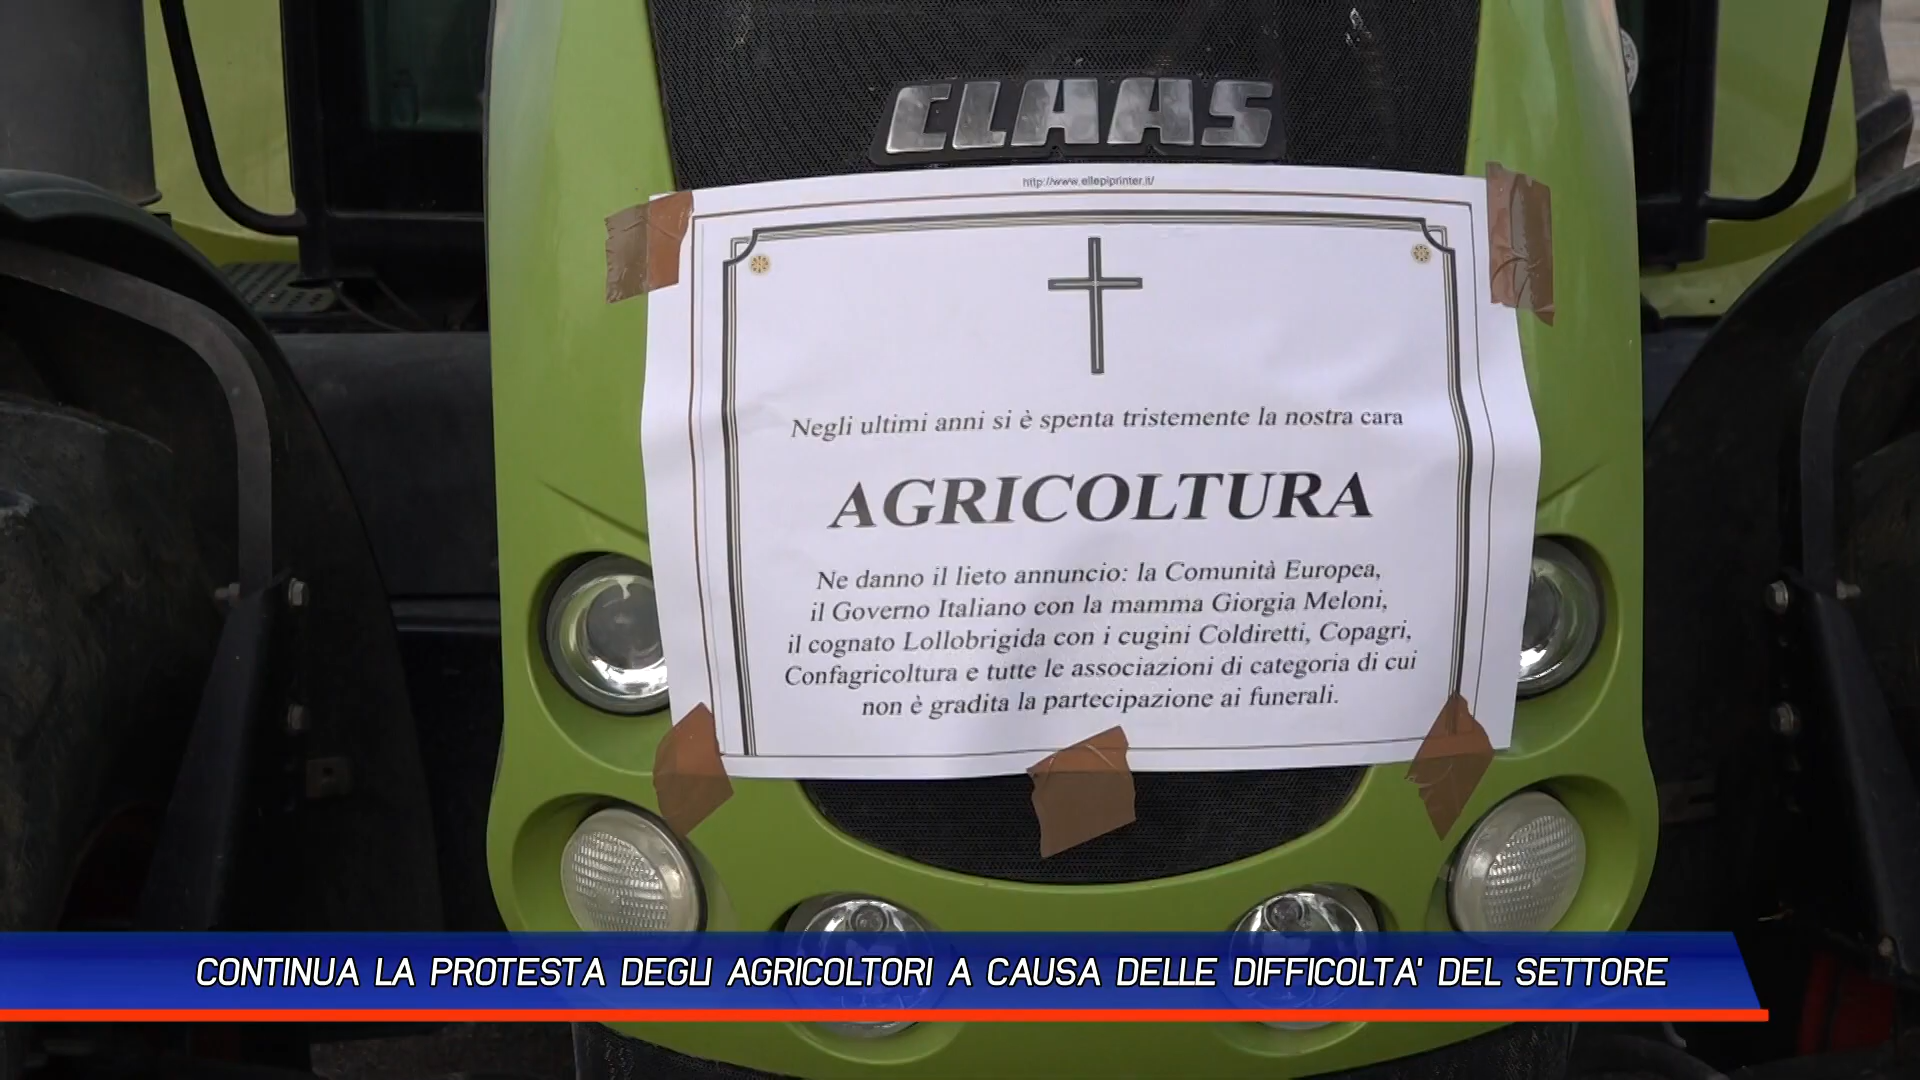 CLAAS
http://www.ellepiprinter.it/
Negli ultimi anni si è spenta tristemente la nostra cara
AGRICOLTURA
Ne danno il lieto annuncio: la Comunità Europea,
il Governo Italiano con la mamma Giorgia Meloni,
il cognato Lollobrigida con i cugini Coldiretti, Copagri,
Confagricoltura e tutte le associazioni di categoria di cui
non è gradita la partecipazione ai funerali.
CONTINUA LA PROTESTA DEGLI AGRICOLTORI A CAUSA DELLE DIFFICOLTA' DEL SETTORE